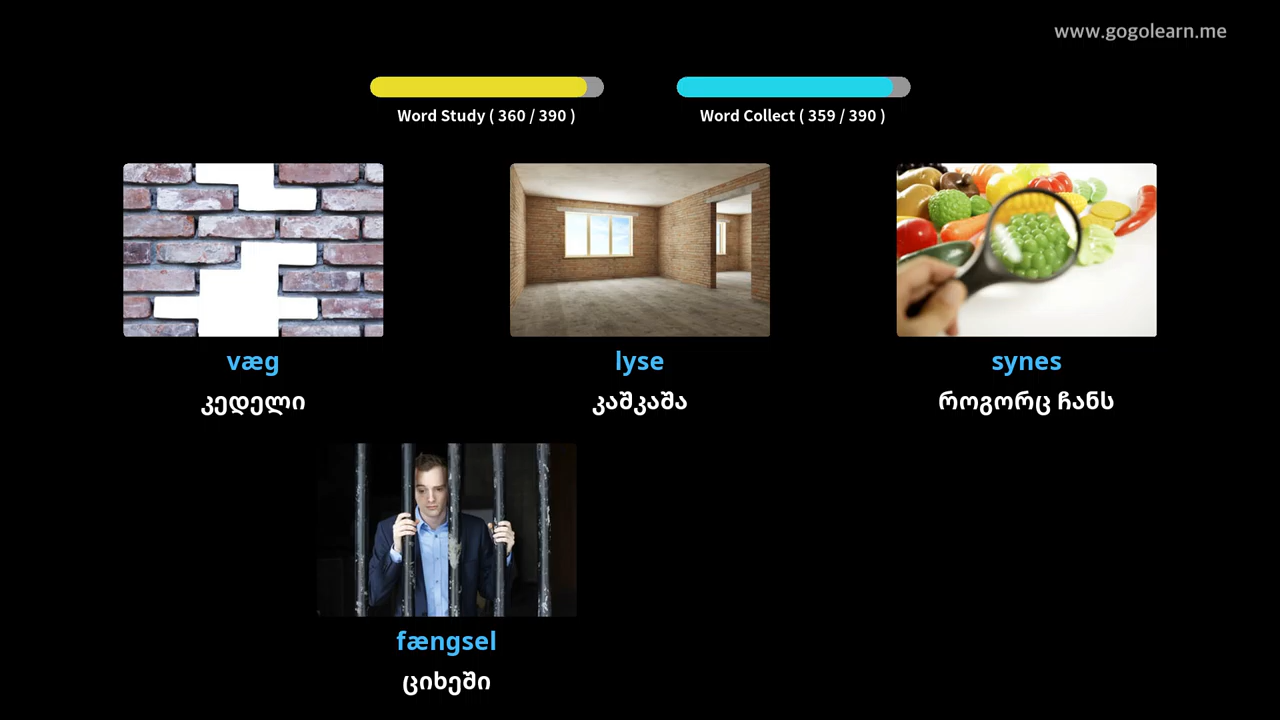 www.gogolearn.me
Word Study ( 360 / 390 )
Word Collect ( 359 / 390 )
væg
კედელი
lyse
კაშკაშა
synes
როგორც ჩანს
fængsel
ციხეში